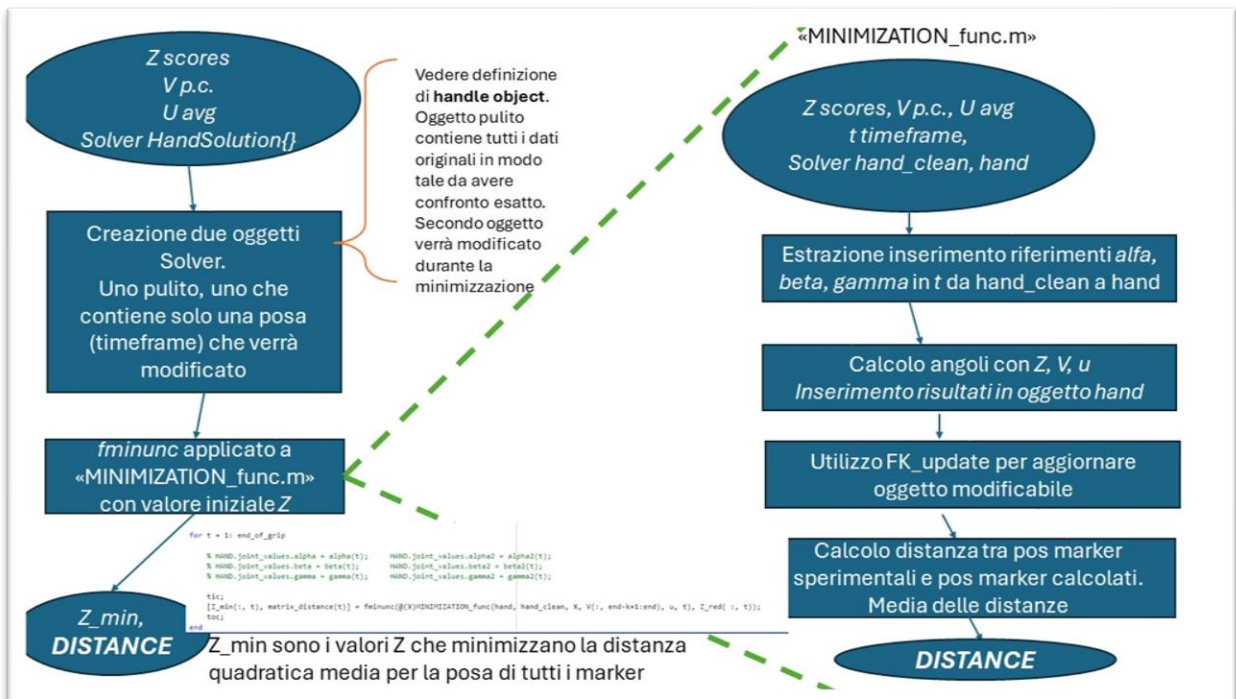 Z scores
V p.c.
U avg
Solver HandSolution{}
Vedere definizione
di handle object.
Oggetto pulito
contiene tutti i dati
originali in modo
tale da avere
confronto esatto.
Secondo oggetto
verrà modificato
durante la
minimizzazione
Creazione due oggetti
Solver.
Uno pulito, uno che
contiene solo una posa
(timeframe) che verrà
modificato
fminunc applicato a
«MINIMIZATION_func.m»
con valore iniziale Z
for t = 1: end_of_grip
% HAND.joint_values.alpha = alpha(t); HAND.joint_values.alpha2 = alpha2(t);
% HAND.joint_values.beta = beta(t); HAND.joint_values.beta2 = beta2(t);
% HAND.joint_values.gamma = gamma(t); HAND.joint_values.gamma2 = gamma2(t);
tic;
[Z_min(:, t), matrix_distance(t)] = fminunc(@(X)MINIMIZATION_func(hand, hand_clean, X, V(:, end-k+1:end), u, t), Z_red( :, t));
toc;
end
Z_min,
DISTANCE
Z_min sono i valori Z che minimizzano la distanza
quadratica media per la posa di tutti i marker
«MINIMIZATION_func.m»
Z scores, V p.c., U avg
t timeframe,
Solver hand_clean, hand
Estrazione inserimento riferimenti alfa,
beta, gamma in t da hand_clean a hand
Calcolo angoli con Z, V, u
Inserimento risultati in oggetto hand
Utilizzo FK_update per aggiornare
oggetto modificabile
Calcolo distanza tra pos marker
sperimentali e pos marker calcolati.
Media delle distanze
DISTANCE